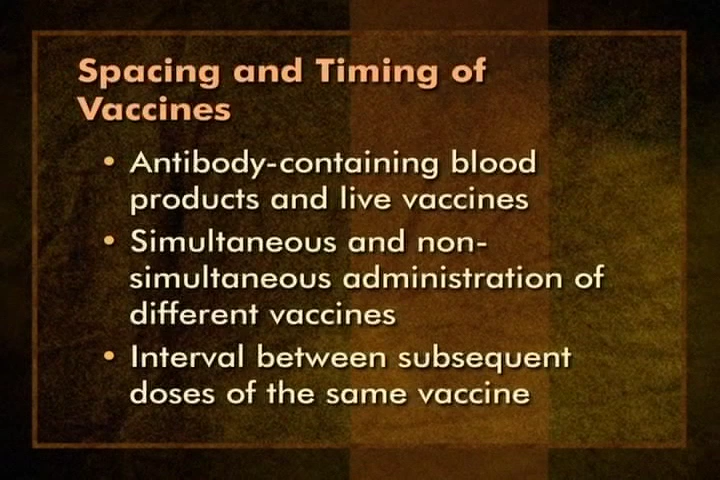 Spacing and Timing of
Vaccines
• Antibody-containing blood
products and live vaccines
• Simultaneous and non-
simultaneous administration of
different vaccines
• Interval between subsequent
doses of the same vaccine